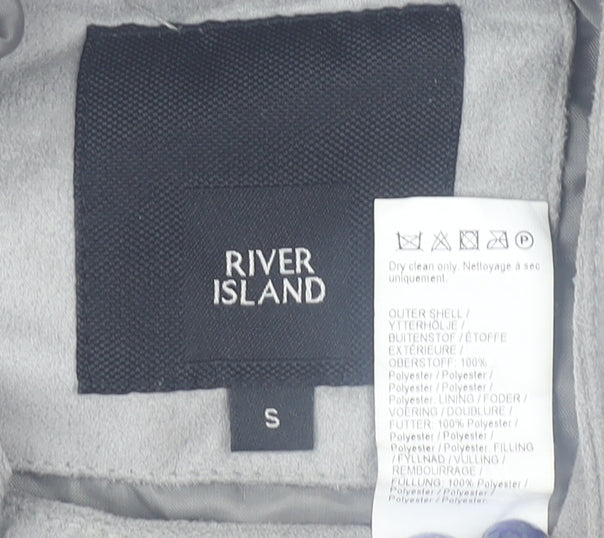 RIVER
ISLAND
S
P
Dry clean only. Nettoyage à sec
uniquement.
OUTER SHELL /
YTTERHÖLJE /
BUITENSTOF / ÉTOFFE
EXTÉRIEURE /
OBERSTOFF: 100%
Polyester / Polyester /
Polyester / Polyester /
Polyester. LINING / FODER /
VOERING / DOUBLURE /
FUTTER: 100% Polyester /
Polyester / Polyester /
Polyester / Polyester. FILLING
/ FYLLNAD / VULLING /
REMBOURRAGE /
FÜLLUNG: 100% Polyester /
Polyester / Polyester /
Polyester / Polyester.